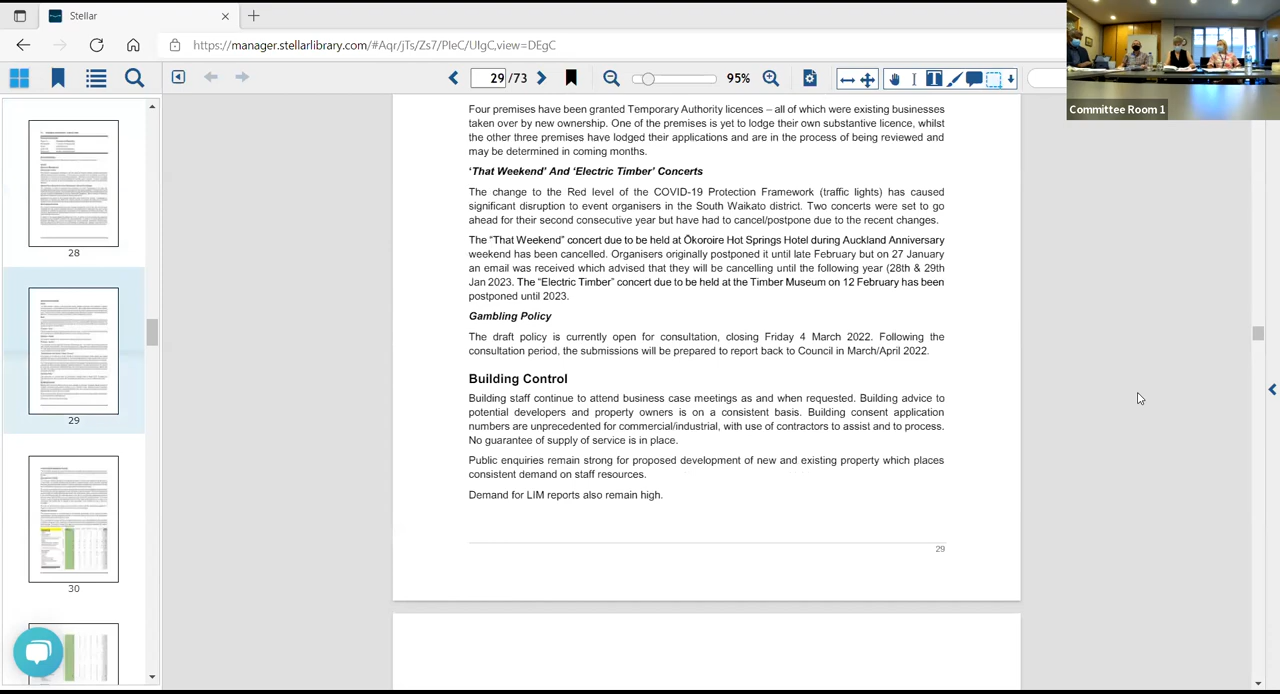 Stellar
https://manager.stellarlibrary.com/#Aqr/jTs/Zs7/PIeC/UIgC,view=DEgC
29 /73
95%
Committee Room 1
28
29
30
Four premises have been granted Temporary Authority licences – all of which were existing businesses
taken over by new ownership. One of the premises is yet to lodge their own substantive licence, whilst
the other three premises have lodged their applications and are in the process of being reviewed and
may be determined in coming months.
'That Weekend' And 'Electric Timber' Concerts
The change to the Red level of the COVID-19 Protection Framework (traffic lights) has caused
significant disruption to event organisers in the South Waikato district. Two concerts were set to go
ahead for their second consecutive year but have had to cancel/postpone due to the recent changes.
The "That Weekend" concert due to be held at Ōkoroire Hot Springs Hotel during Auckland Anniversary
weekend has been cancelled. Organisers originally postponed it until late February but on 27 January
an email was received which advised that they will be cancelling until the following year (28th & 29th
Jan 2023. The "Electric Timber" concert due to be held at the Timber Museum on 12 February has been
postponed until 2023.
Gambling Policy
The draft policy is currently open for consultation, closing Friday 4 March 2022. Following the
consultation period, the submissions will be prepared to report back to Council in March/April 2022.
Building Control
Building staff continue to attend business case meetings as and when requested. Building advice to
potential developers and property owners is on a consistent basis. Building consent application
numbers are unprecedented for commercial/industrial, with use of contractors to assist and to process.
No guarantee of supply of service is in place.
Public enquiries remain strong for proposed development of new and existing property which places
consistent demand on staff resources.
Demand for LIM reports also remain high.
29